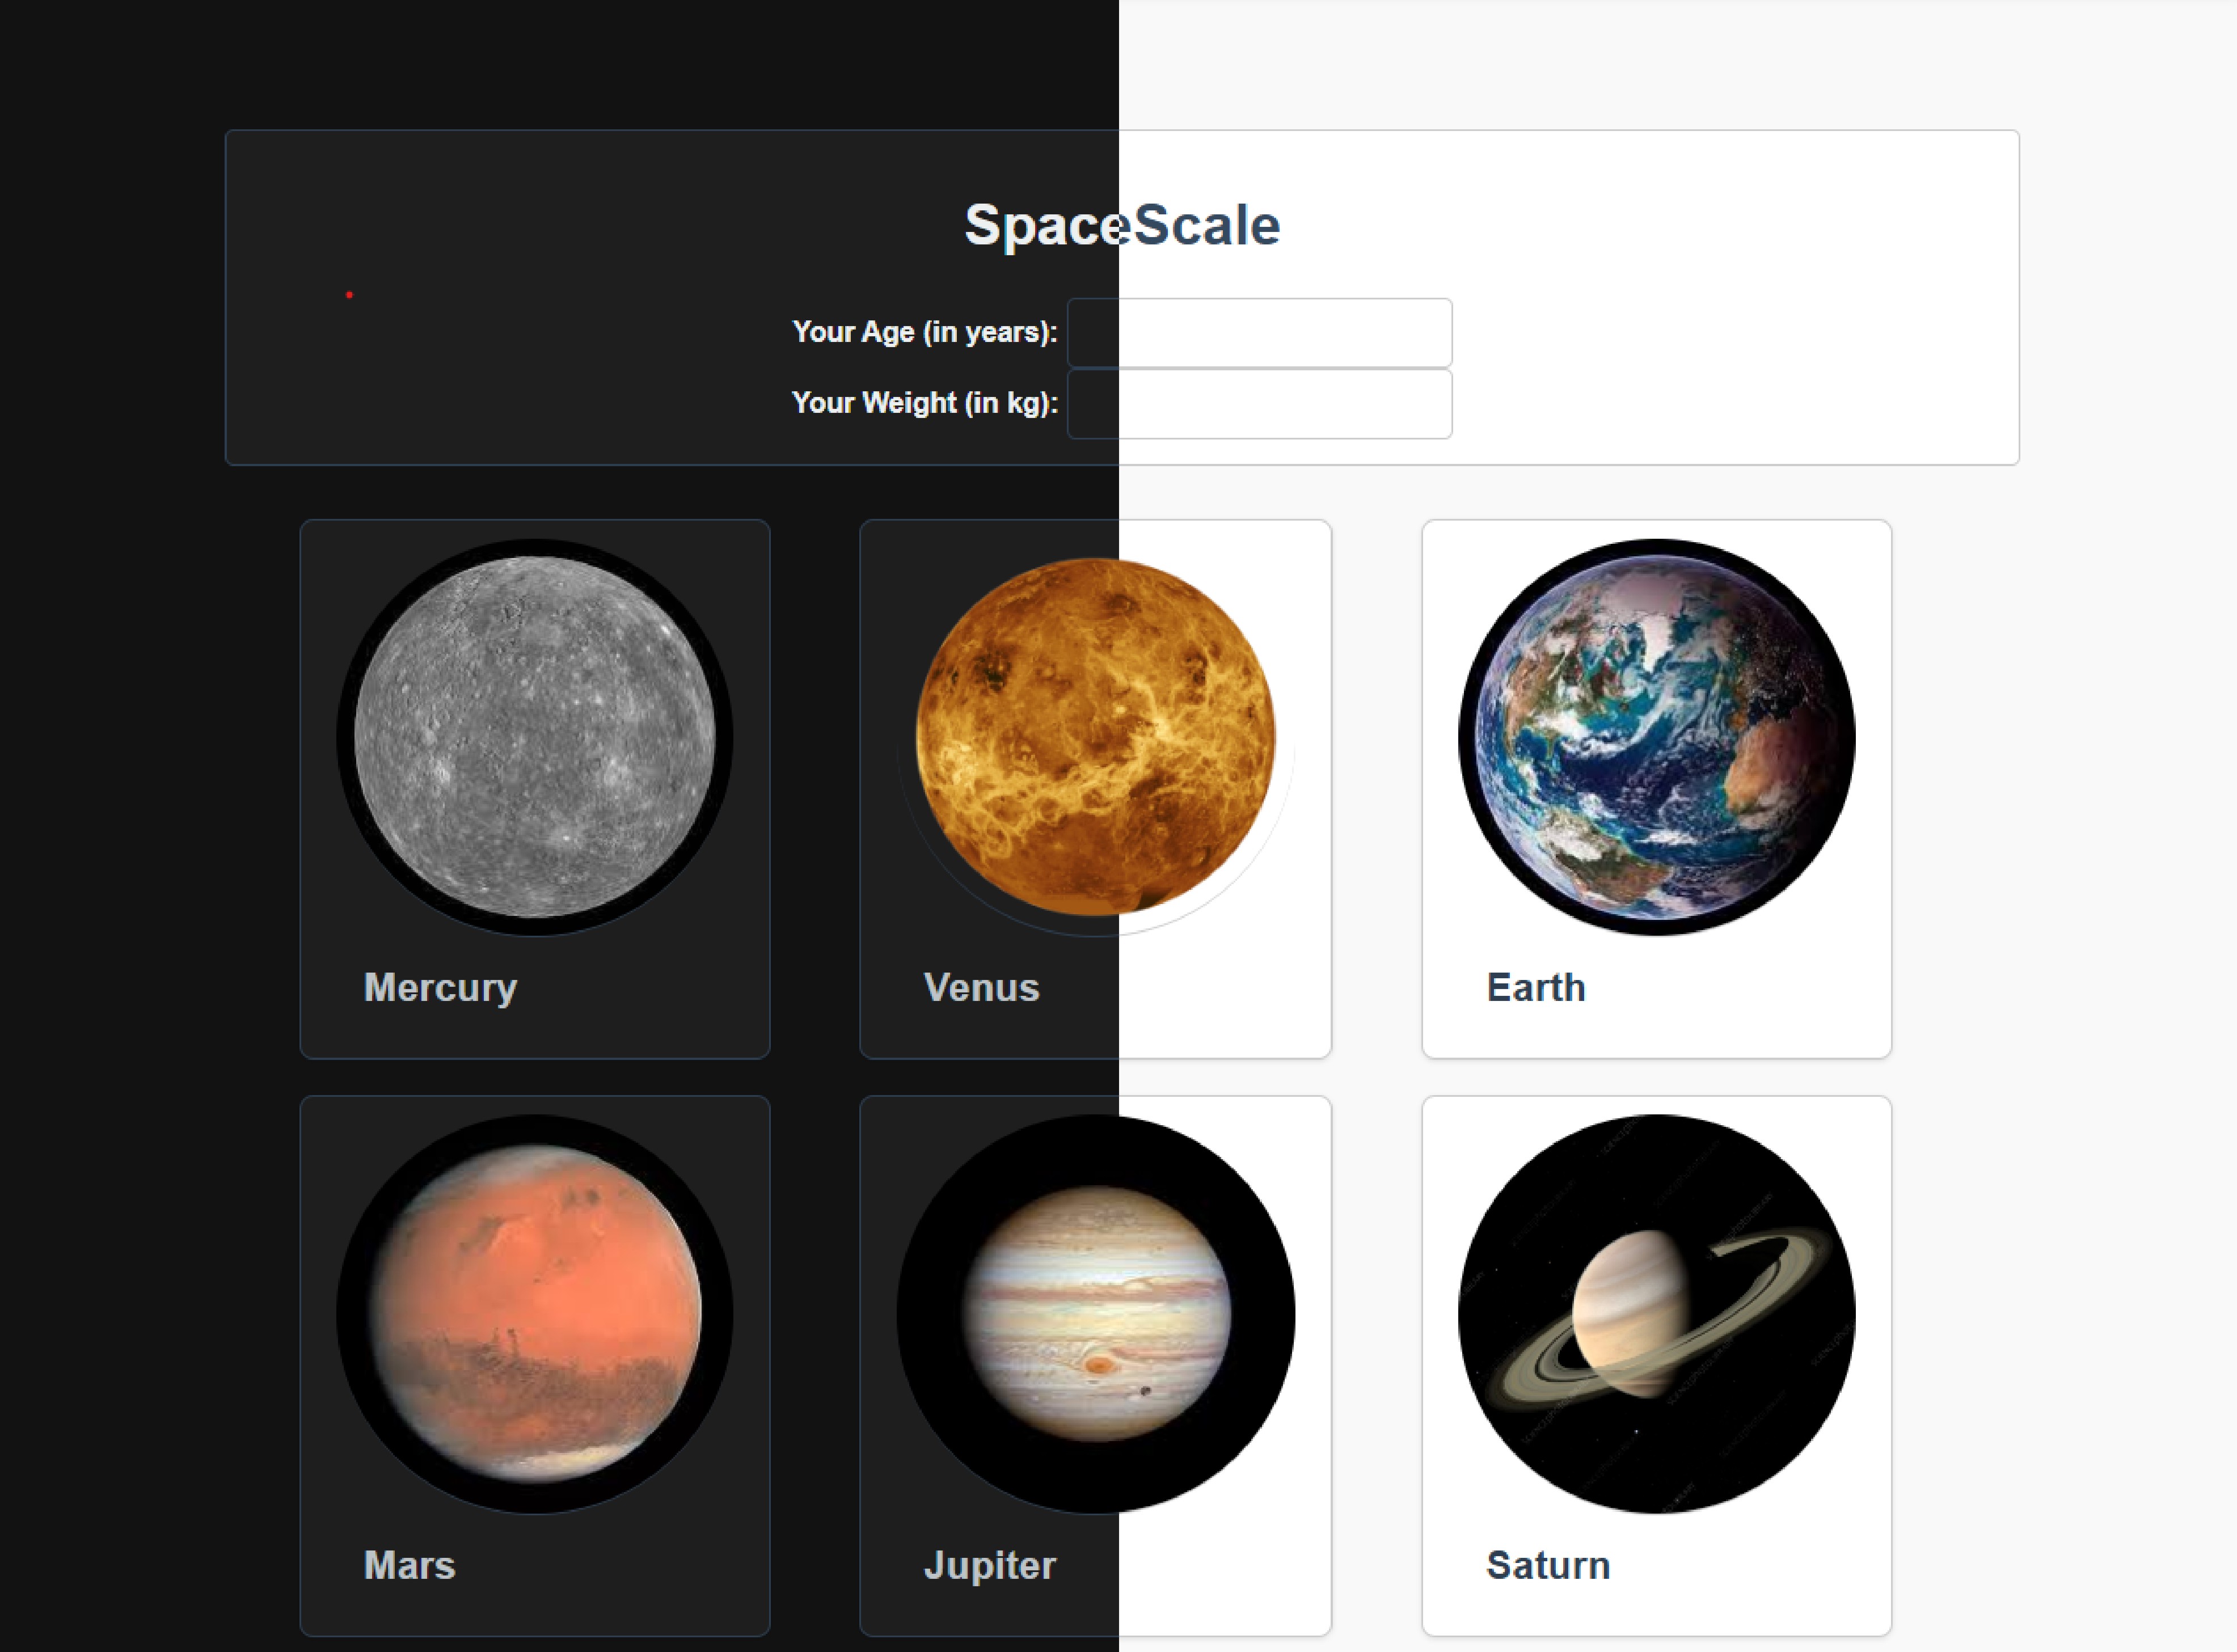 SpaceScale
Your Age (in years):
Your Weight (in kg):
Mercury
Venus
Earth
Mars
Jupiter
Saturn